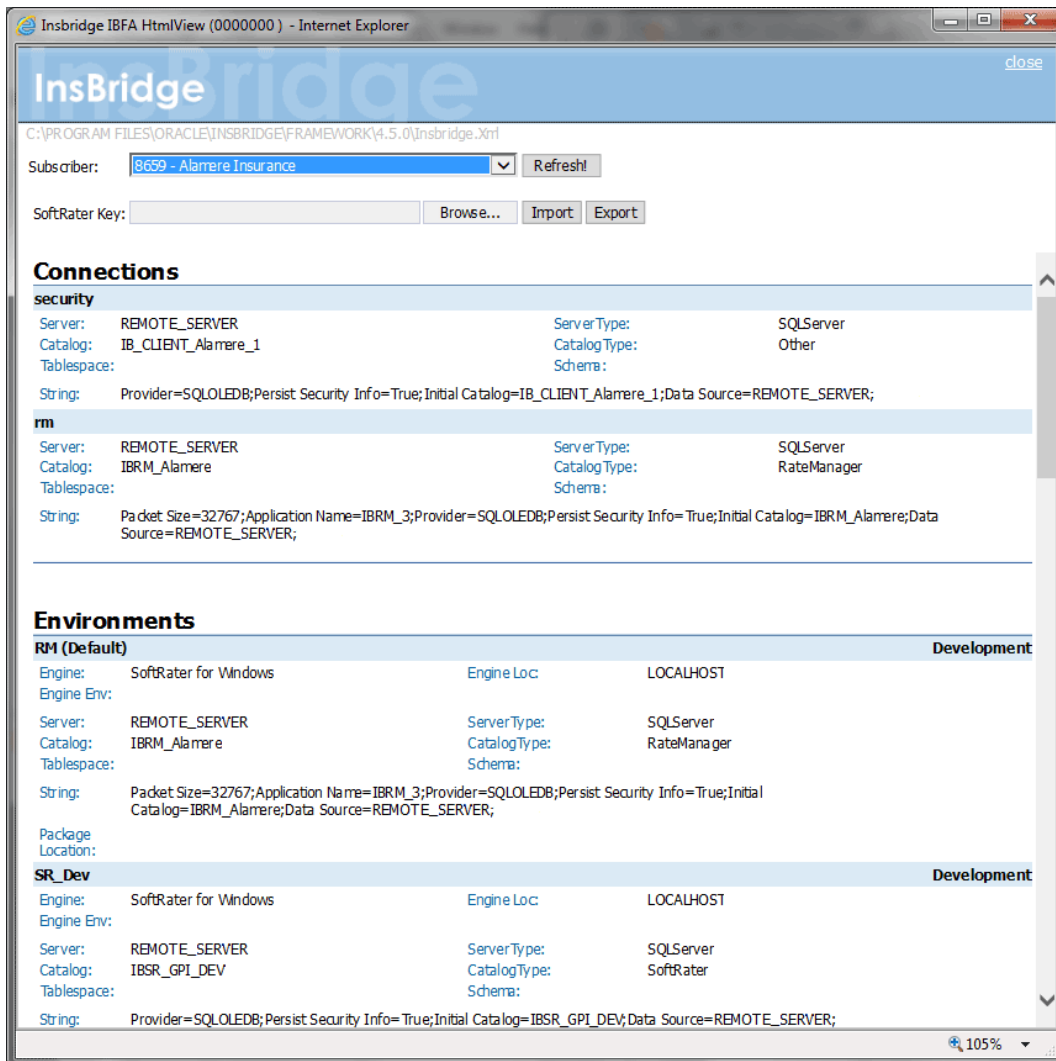 Insbridge IBFA HtmlView (0000000 ) - Internet Explorer
close
InsBridge
C:\PROGRAM FILES\ORACLE\INSBRIDGE\FRAMEWORK\4.5.0\Insbridge.Xml
Subscriber: 8659 - Alamere Insurance Refresh!
SoftRater Key: Browse... Import Export
Connections
security
Server: REMOTE_SERVER ServerType: SQLServer
Catalog: IB_CLIENT_Alamere_1 CatalogType: Other
Tablespace: Schema:
String: Provider=SQLOLEDB;Persist Security Info=True;Initial Catalog=IB_CLIENT_Alamere_1;Data Source=REMOTE_SERVER;
rm
Server: REMOTE_SERVER ServerType: SQLServer
Catalog: IBRM_Alamere CatalogType: RateManager
Tablespace: Schema:
String: Packet Size=32767;Application Name=IBRM_3;Provider=SQLOLEDB;Persist Security Info=True;Initial Catalog=IBRM_Alamere;Data
Source=REMOTE_SERVER;
Environments
RM (Default) Development
Engine: SoftRater for Windows Engine Loc: LOCALHOST
Engine Env:
Server: REMOTE_SERVER ServerType: SQLServer
Catalog: IBRM_Alamere CatalogType: RateManager
Tablespace: Schema:
String: Packet Size=32767;Application Name=IBRM_3;Provider=SQLOLEDB;Persist Security Info=True;Initial
Catalog=IBRM_Alamere;Data Source=REMOTE_SERVER;
Package
Location:
SR_Dev Development
Engine: SoftRater for Windows Engine Loc: LOCALHOST
Engine Env:
Server: REMOTE_SERVER ServerType: SQLServer
Catalog: IBSR_GPI_DEV CatalogType: SoftRater
Tablespace: Schema:
String: Provider=SQLOLEDB;Persist Security Info=True;Initial Catalog=IBSR_GPI_DEV;Data Source=REMOTE_SERVER;
105%